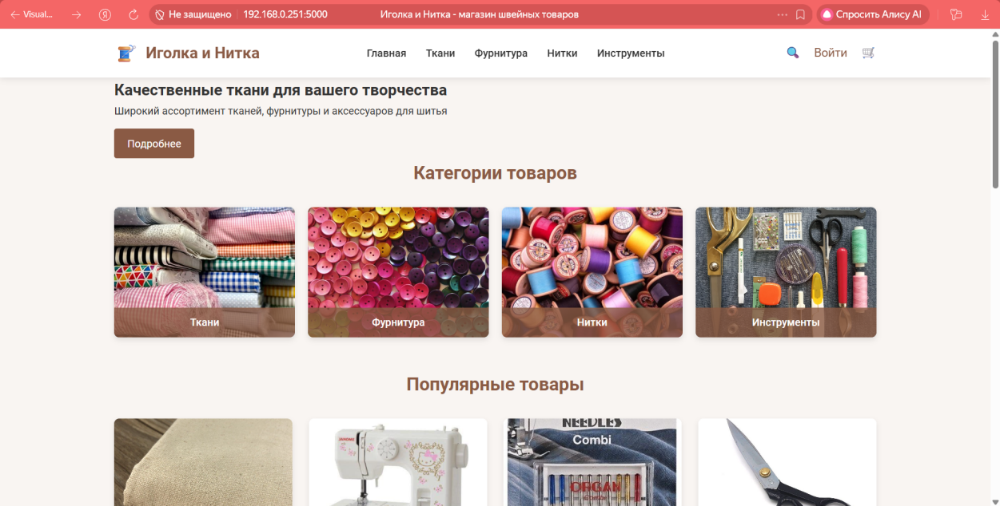 Visual...
Я
Не защищено
192.168.0.251:5000
Иголка и Нитка - магазин швейных товаров
Спросить Алису AI
Иголка и Нитка
Главная
Ткани
Фурнитура
Нитки
Инструменты
Войти
Качественные ткани для вашего творчества
Широкий ассортимент тканей, фурнитуры и аксессуаров для шитья
Подробнее
Категории товаров
Ткани
Фурнитура
Нитки
Инструменты
Популярные товары
JANOME
NEEDLES
Combi
ORGAN